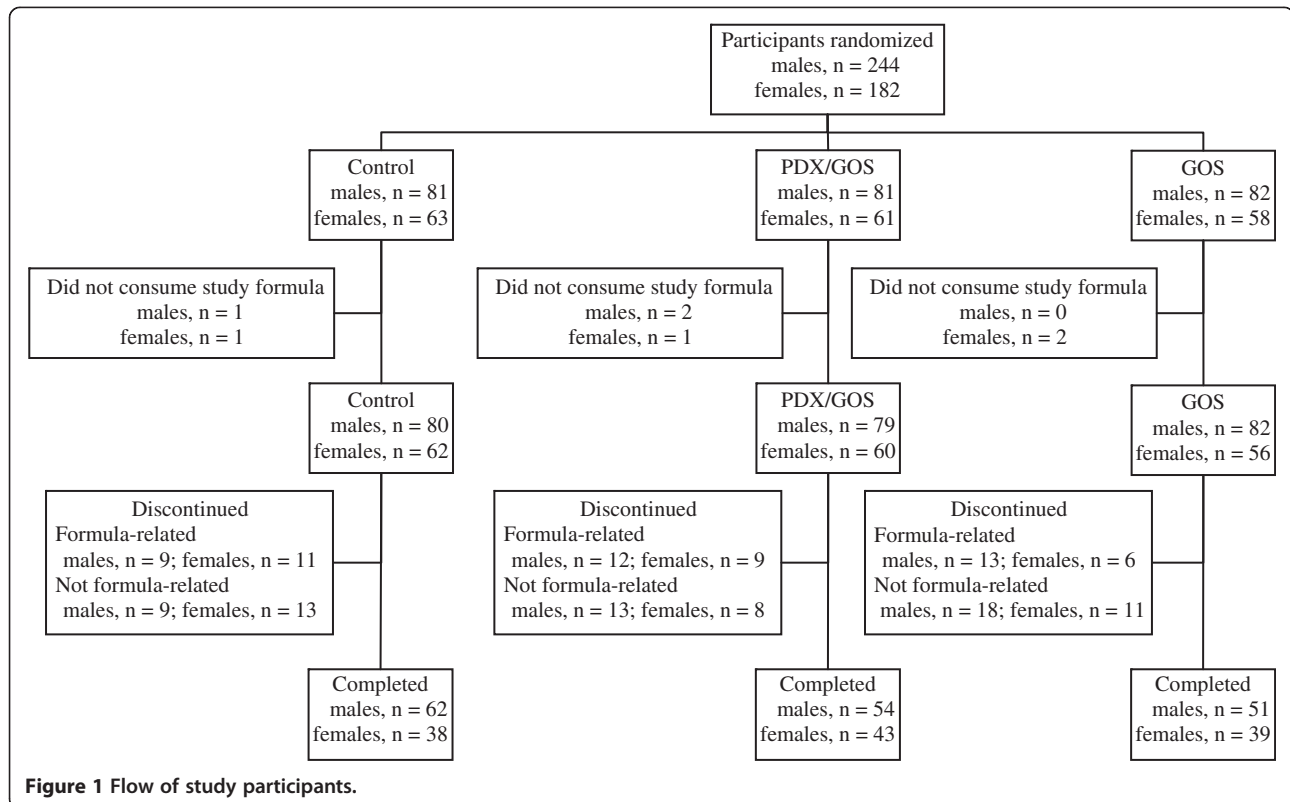 Participants randomized
males, n = 244
females, n = 182
Control
males, n = 81
females, n = 63
PDX/GOS
males, n = 81
females, n = 61
GOS
males, n = 82
females, n = 58
Did not consume study formula
males, n = 1
females, n = 1
Did not consume study formula
males, n = 2
females, n = 1
Did not consume study formula
males, n = 0
females, n = 2
Control
males, n = 80
females, n = 62
PDX/GOS
males, n = 79
females, n = 60
GOS
males, n = 82
females, n = 56
Discontinued
Formula-related
males, n = 9; females, n = 11
Not formula-related
males, n = 9; females, n = 13
Discontinued
Formula-related
males, n = 12; females, n = 9
Not formula-related
males, n = 13; females, n = 8
Discontinued
Formula-related
males, n = 13; females, n = 6
Not formula-related
males, n = 18; females, n = 11
Completed
males, n = 62
females, n = 38
Completed
males, n = 54
females, n = 43
Completed
males, n = 51
females, n = 39
Figure 1 Flow of study participants.